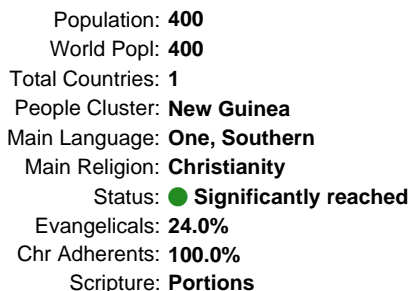 Population: 400
World Popl: 400
Total Countries: 1
People Cluster: New Guinea
Main Language: One, Southern
Main Religion: Christianity
Status: Significantly reached
Evangelicals: 24.0%
Chr Adherents: 100.0%
Scripture: Portions